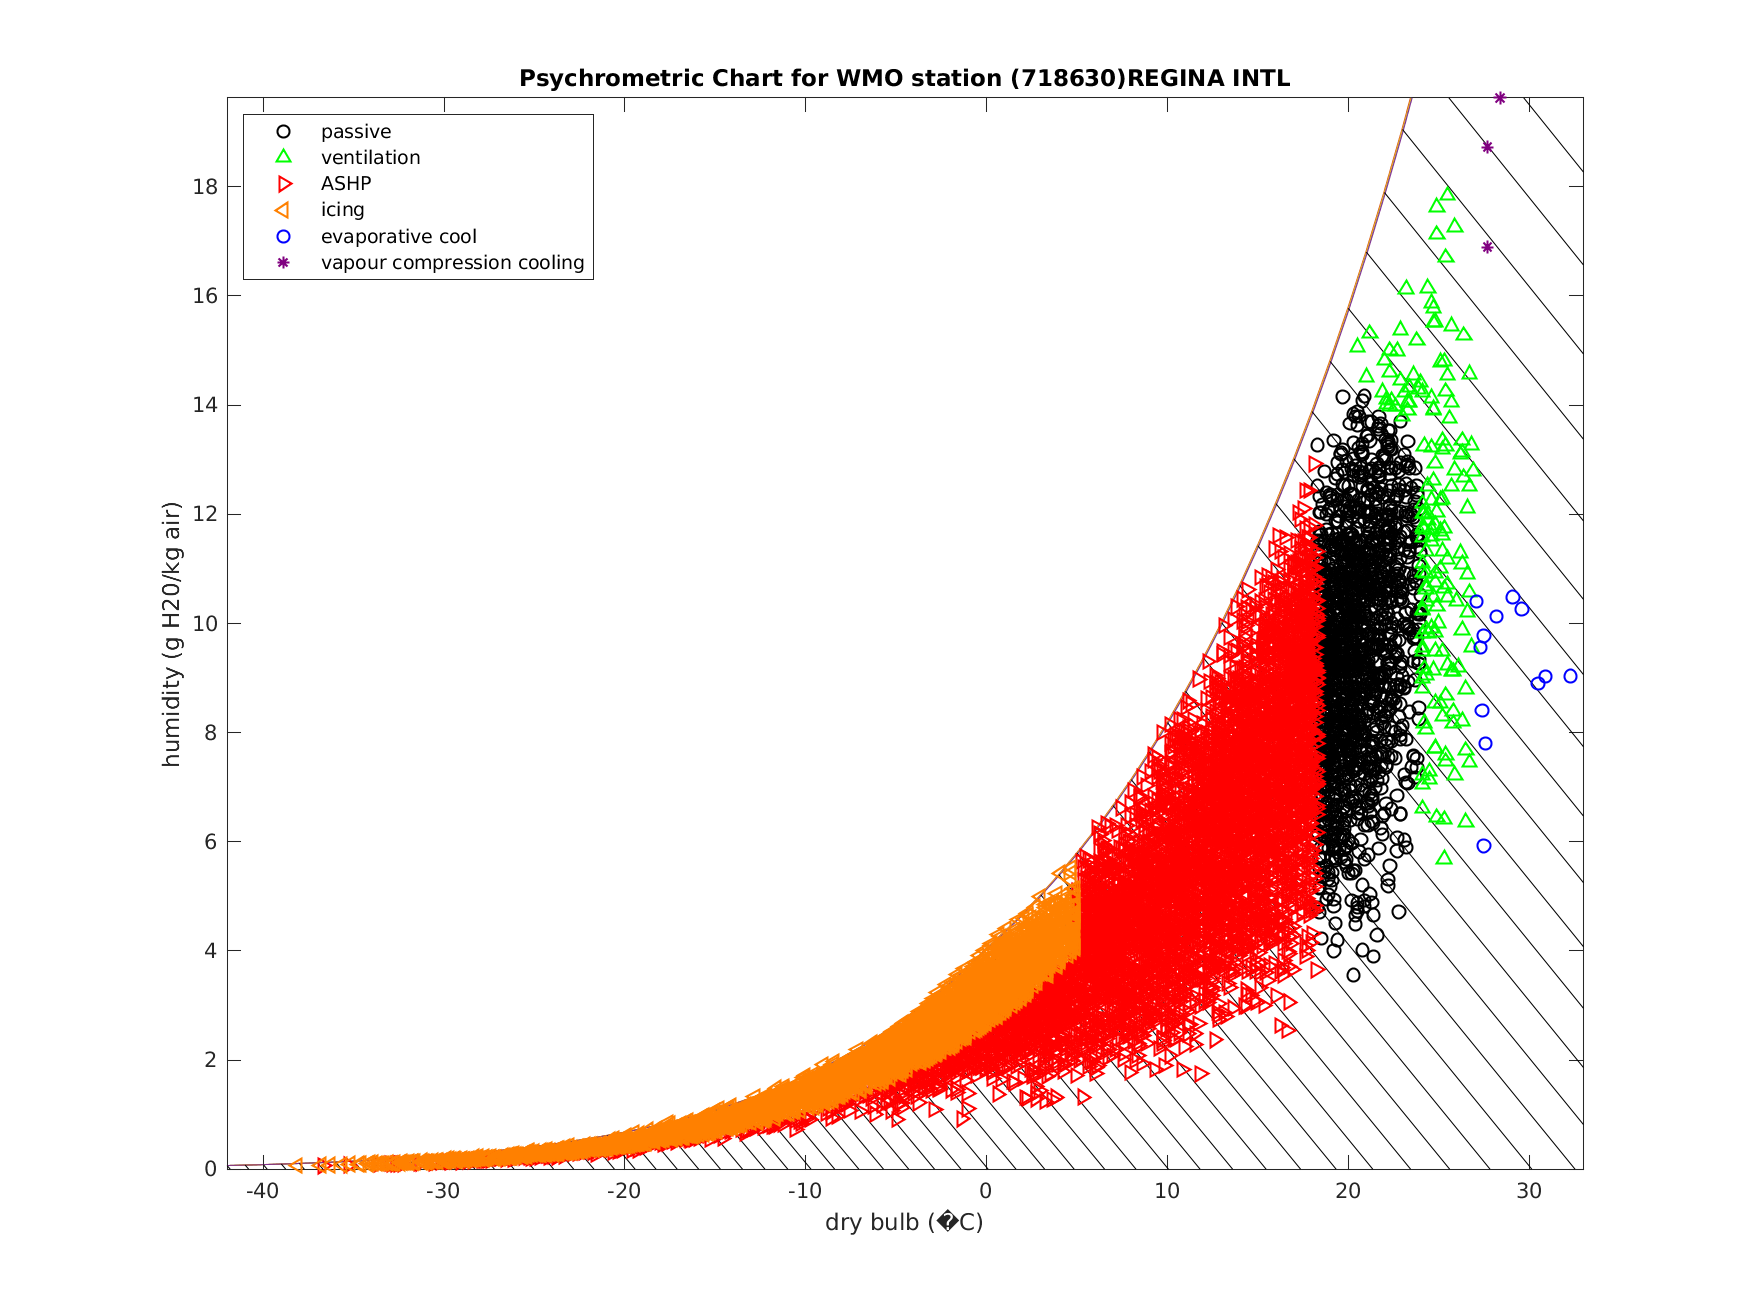 Psychrometric Chart for WMO station (718630)REGINA INTL
passive
ventilation
ASHP
icing
evaporative cool
vapour compression cooling
humidity (g H20/kg air)
18
16
14
12
10
8
6
4
2
0
-40 -30 -20 -10 0 10 20 30
dry bulb (�C)